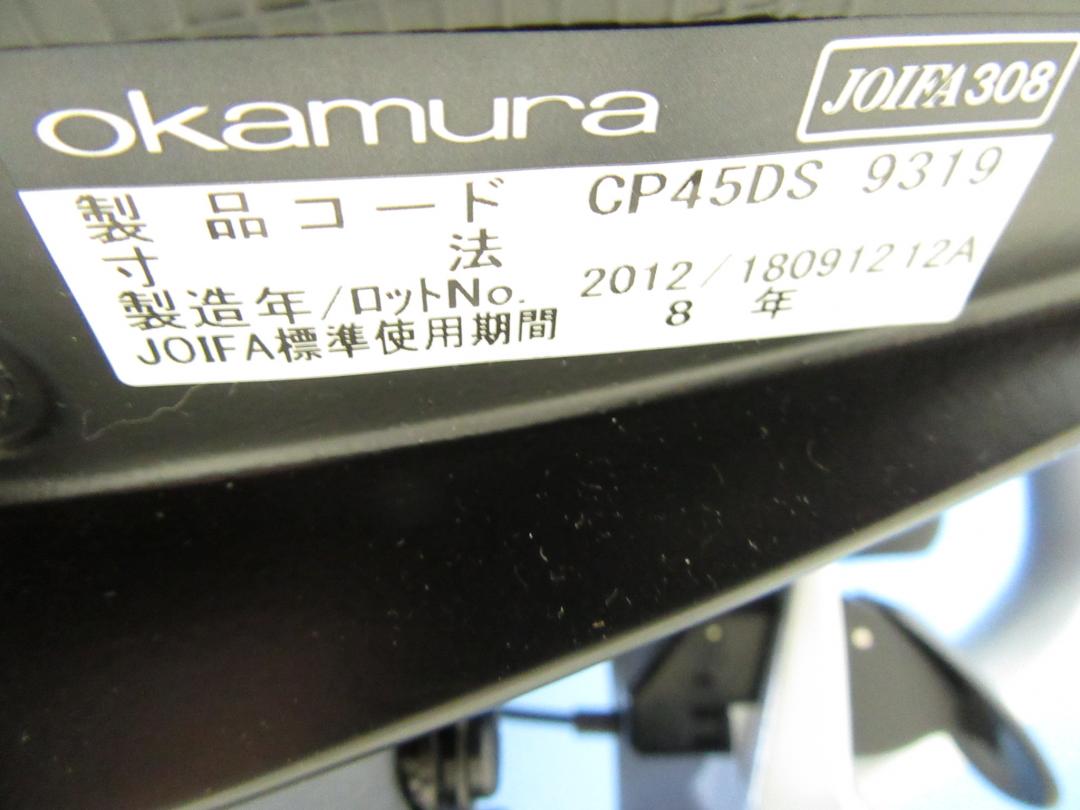 okamura
JOIFA308
製品コード CP45DS 9319
寸法
製造年/ロットNo. 2012/18091212A
JOIFA標準使用期間 8 年